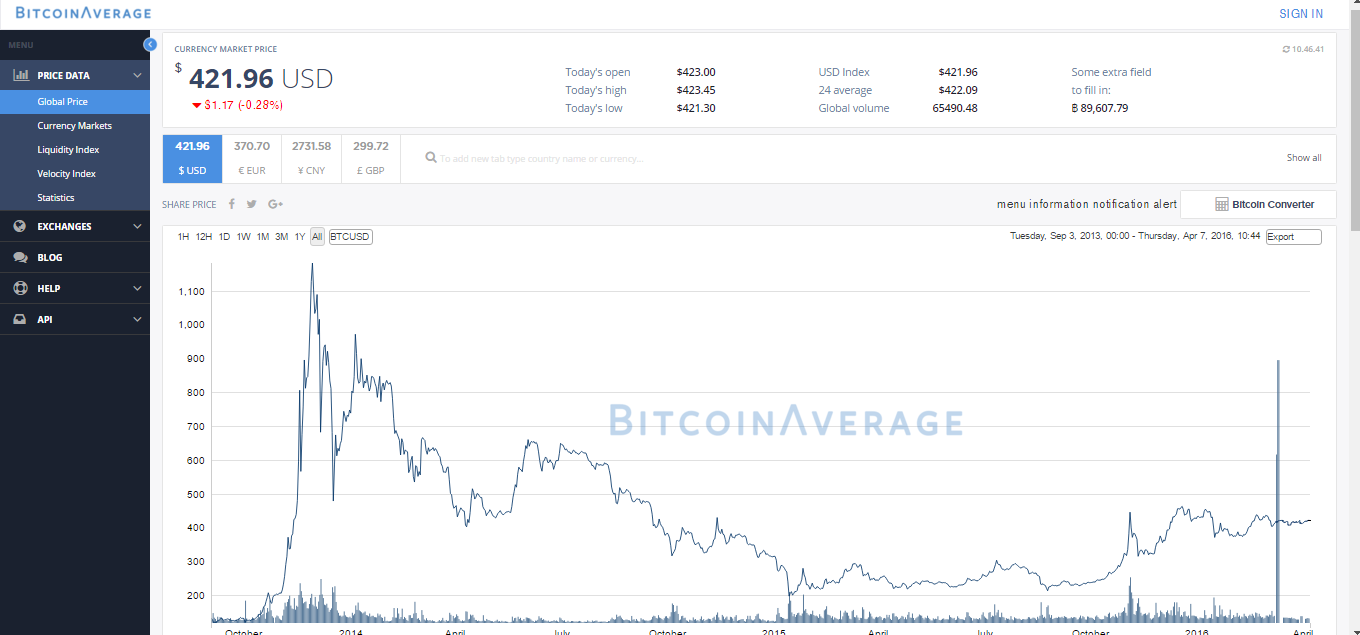 BITCOINAVERAGE
SIGN IN
MENU
PRICE DATA
Global Price
Currency Markets
Liquidity Index
Velocity Index
Statistics
EXCHANGES
BLOG
HELP
API
CURRENCY MARKET PRICE
10.46.41
$ 421.96 USD
$1.17 (-0.28%)
Today's open $423.00
Today's high $423.45
Today's low $421.30
USD Index $421.96
24 average $422.09
Global volume 65490.48
Some extra field
to fill in:
฿ 89,607.79
421.96 370.70 2731.58 299.72
$ USD € EUR ¥ CNY £ GBP
To add new tab type country name or currency...
Show all
SHARE PRICE
menu information notification alert
Bitcoin Converter
1H 12H 1D 1W 1M 3M 1Y All BTCUSD
Tuesday, Sep 3, 2013, 00:00 - Thursday, Apr 7, 2016, 10:44
Export
1,100
1,000
900
800
700
600
500
400
300
200
BITCOINAVERAGE
October 2014 April July October 2015 April July October 2016 April